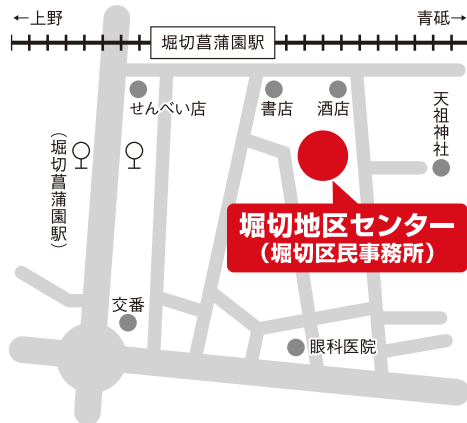 ←上野
青砥→
堀切菖蒲園駅
せんべい店
書店
酒店
天祖神社
（堀切菖蒲園駅）
堀切地区センター
（堀切区民事務所）
交番
眼科医院